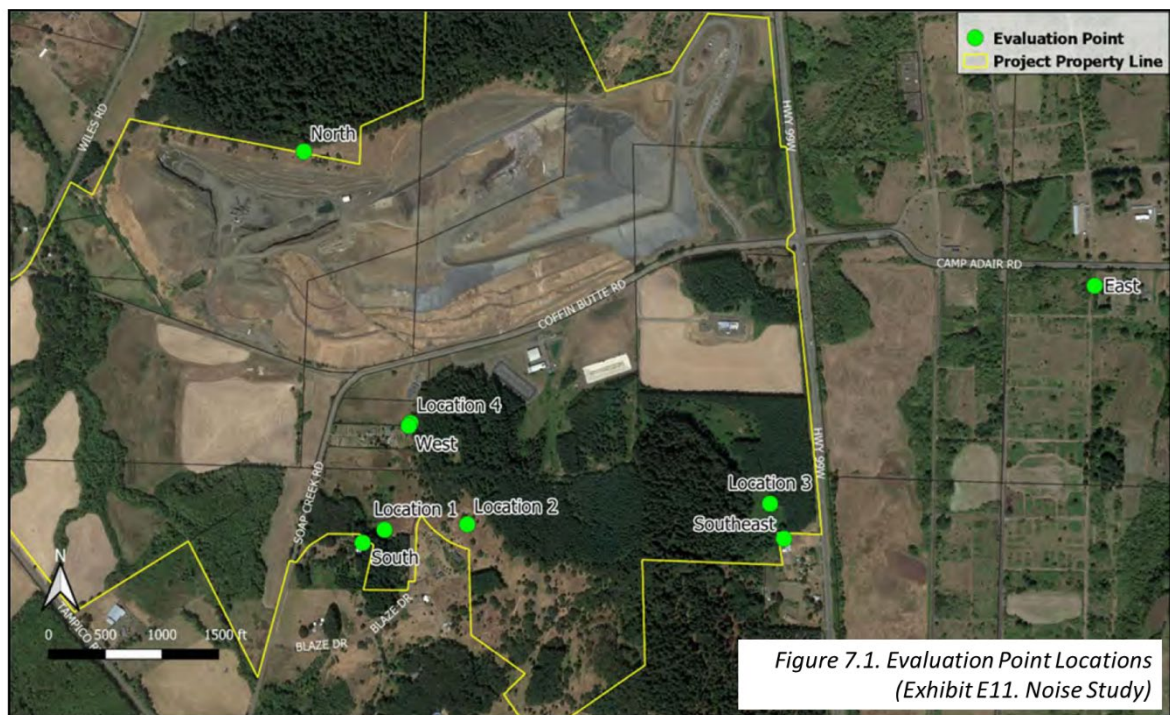 Evaluation Point
Project Property Line
WILES RD
North
HWY 99W
CAMP ADAIR RD
East
COFFIN BUTTE RD
Location 4
West
HWY 99W
SOAP CREEK RD
Location 3
Location 1
Location 2
Southeast
South
N
BLAZE DR
0 500 1000 1500 ft
BLAZE DR
Figure 7.1. Evaluation Point Locations
(Exhibit E11. Noise Study)